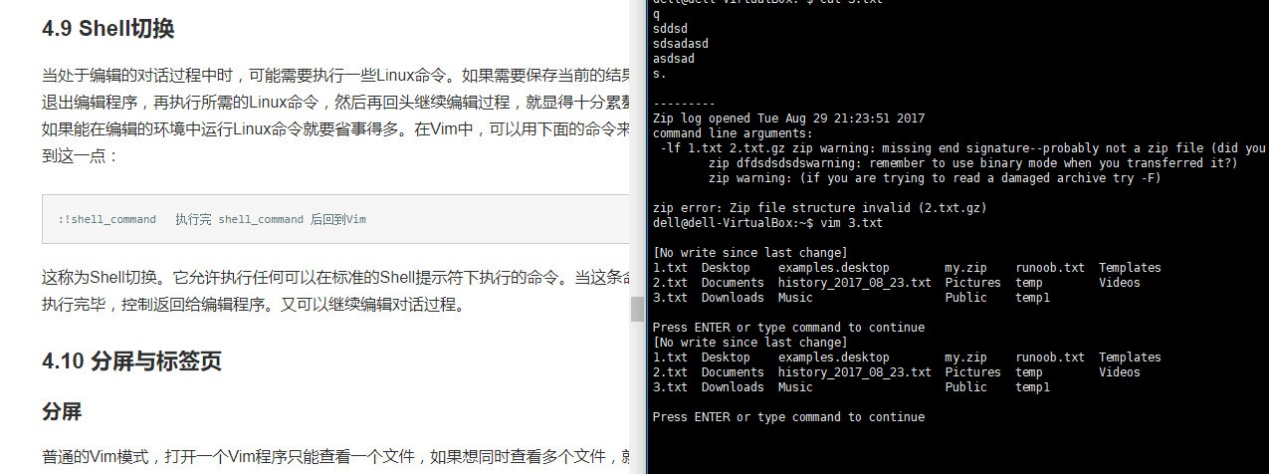 4.9 Shell切换
当处于编辑的对话过程中时，可能需要执行一些Linux命令。如果需要保存当前的结果
退出编辑程序，再执行所需的Linux命令，然后再回头继续编辑过程，就显得十分累
如果能在编辑的环境中运行Linux命令就要省事得多。在Vim中，可以用下面的命令来
到这一点：
:!shell_command 执行完 shell_command 后回到Vim
这称为Shell切换。它允许执行任何可以在标准的Shell提示符下执行的命令。当这条命
执行完毕，控制返回给编辑程序。又可以继续编辑对话过程。
4.10 分屏与标签页
分屏
普通的Vim模式，打开一个Vim程序只能查看一个文件，如果想同时查看多个文件，就
dell@dell-VirtualBox:~$ cat 3.txt
q
sddsd
sdsadasd
asdsad
s.
---------
Zip log opened Tue Aug 29 21:23:51 2017
command line arguments:
-lf 1.txt 2.txt.gz zip warning: missing end signature--probably not a zip file (did you
zip dfdsdsdsdswarning: remember to use binary mode when you transferred it?)
zip warning: (if you are trying to read a damaged archive try -F)
zip error: Zip file structure invalid (2.txt.gz)
dell@dell-VirtualBox:~$ vim 3.txt
[No write since last change]
1.txt Desktop examples.desktop my.zip runoob.txt Templates
2.txt Documents history_2017_08_23.txt Pictures temp Videos
3.txt Downloads Music Public temp1
Press ENTER or type command to continue
[No write since last change]
1.txt Desktop examples.desktop my.zip runoob.txt Templates
2.txt Documents history_2017_08_23.txt Pictures temp Videos
3.txt Downloads Music Public temp1
Press ENTER or type command to continue